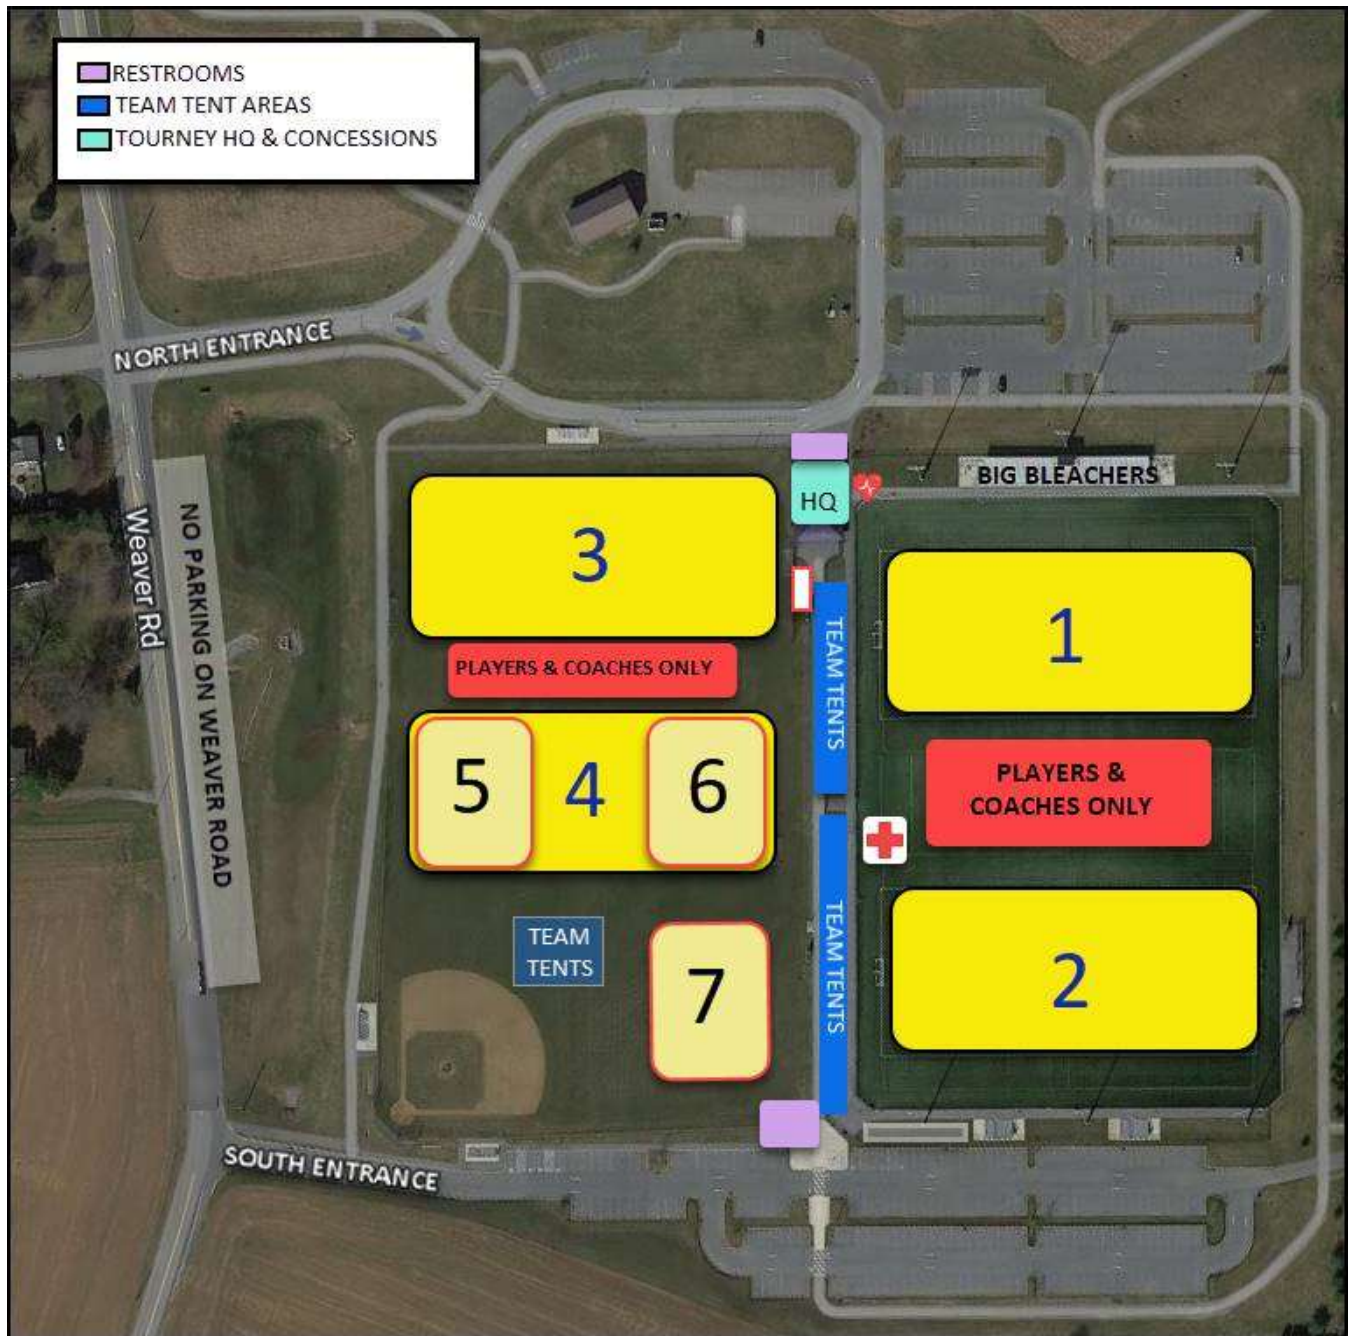 RESTROOMS
TEAM TENT AREAS
TOURNEY HQ & CONCESSIONS
NORTH ENTRANCE
BIG BLEACHERS
HQ
Weaver Rd
NO PARKING ON WEAVER ROAD
3
1
PLAYERS & COACHES ONLY
TEAM TENTS
5
4
6
PLAYERS &
COACHES ONLY
TEAM
TENTS
7
TEAM TENTS
2
SOUTH ENTRANCE